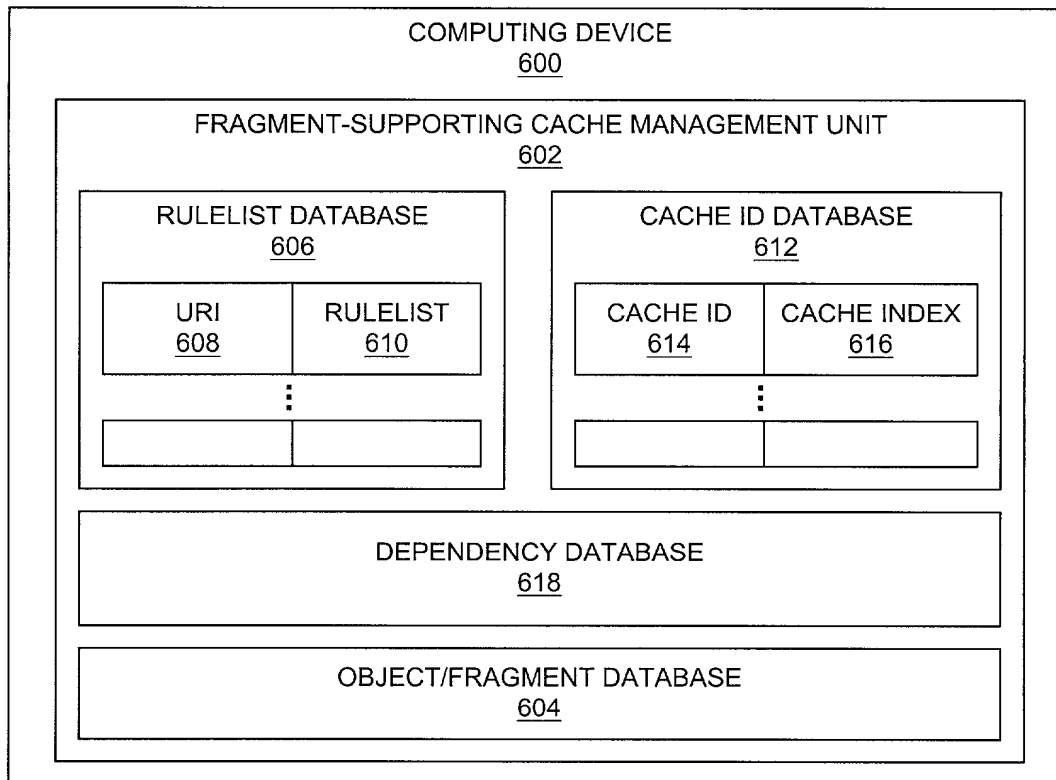 COMPUTING DEVICE
600
FRAGMENT-SUPPORTING CACHE MANAGEMENT UNIT
602
RULELIST DATABASE
606
URI
608
RULELIST
610
CACHE ID DATABASE
612
CACHE ID
614
CACHE INDEX
616
DEPENDENCY DATABASE
618
OBJECT/FRAGMENT DATABASE
604